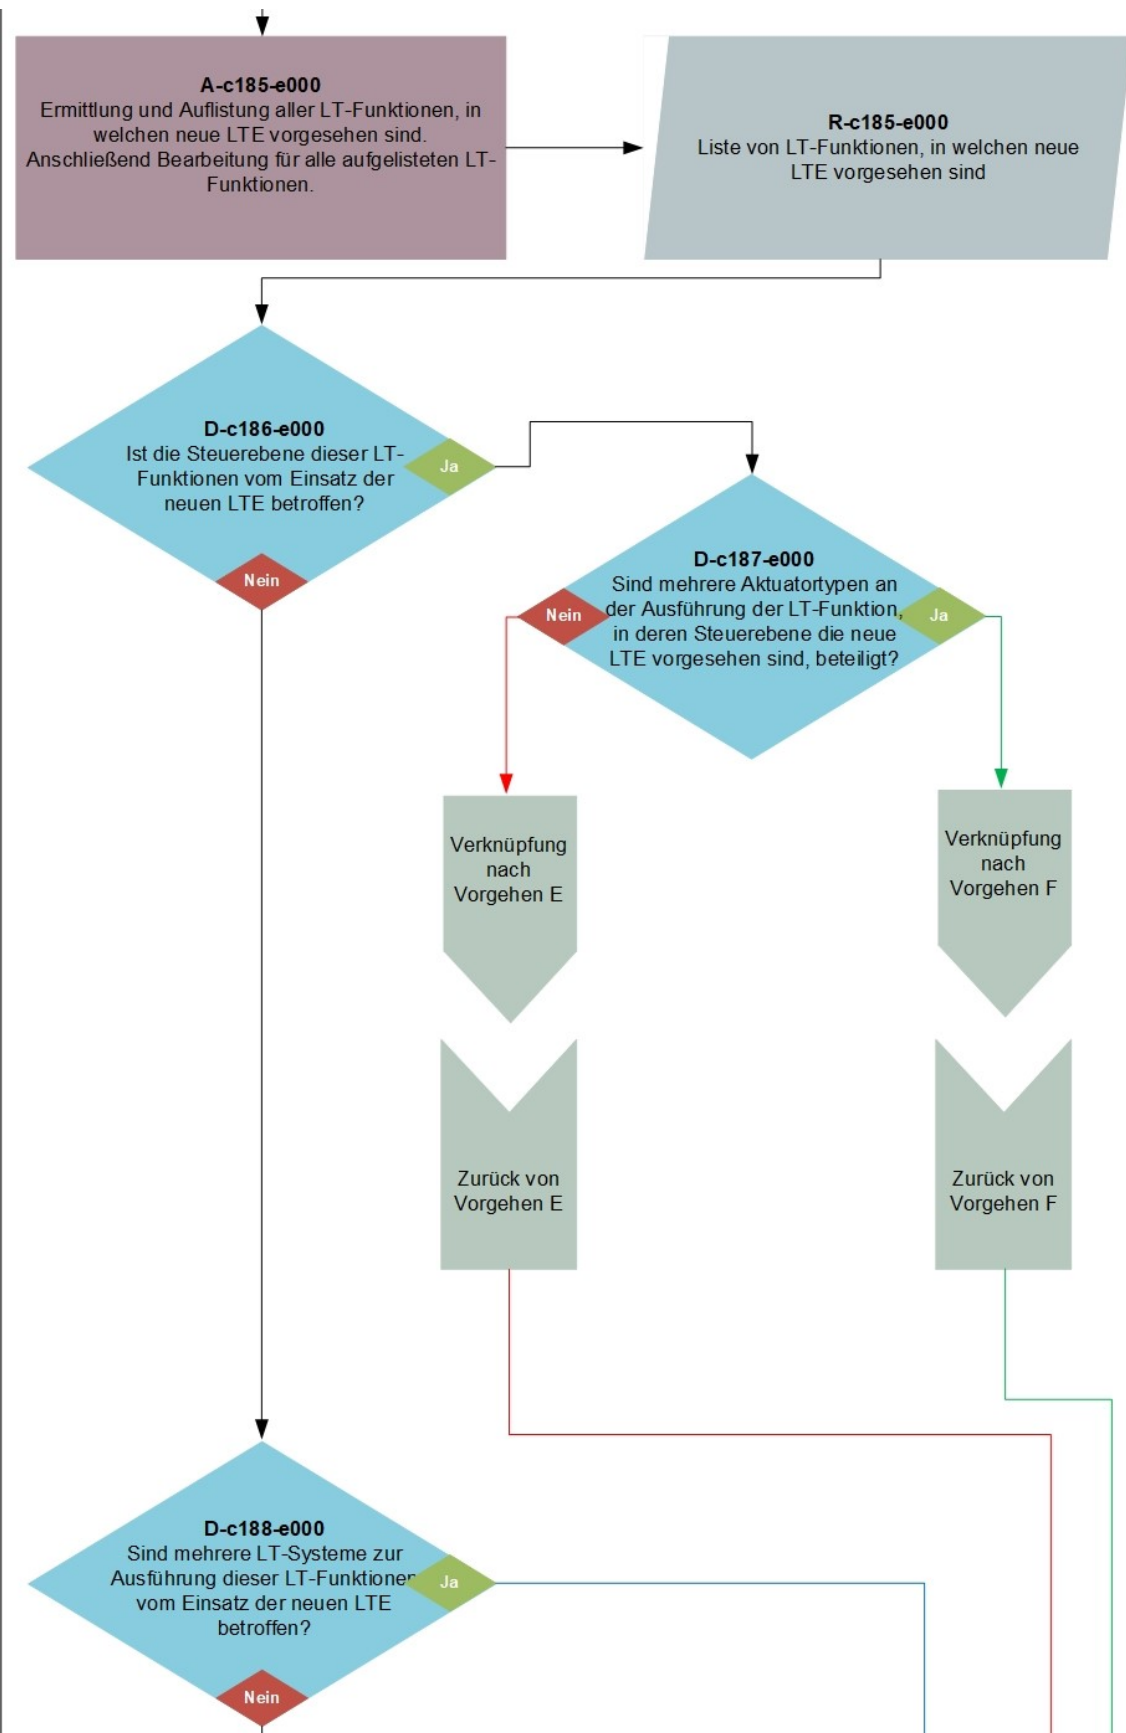 A-c185-e000
Ermittlung und Auflistung aller LT-Funktionen, in
welchen neue LTE vorgesehen sind.
Anschließend Bearbeitung für alle aufgelisteten LT-
Funktionen.
R-c185-e000
Liste von LT-Funktionen, in welchen neue
LTE vorgesehen sind
D-c186-e000
Ist die Steuerebene dieser LT-
Funktionen vom Einsatz der
neuen LTE betroffen?
Ja
Nein
D-c187-e000
Sind mehrere Aktuatortypen an
der Ausführung der LT-Funktion,
in deren Steuerebene die neue
LTE vorgesehen sind, beteiligt?
Nein
Ja
Verknüpfung
nach
Vorgehen E
Verknüpfung
nach
Vorgehen F
Zurück von
Vorgehen E
Zurück von
Vorgehen F
D-c188-e000
Sind mehrere LT-Systeme zur
Ausführung dieser LT-Funktionen
vom Einsatz der neuen LTE
betroffen?
Ja
Nein